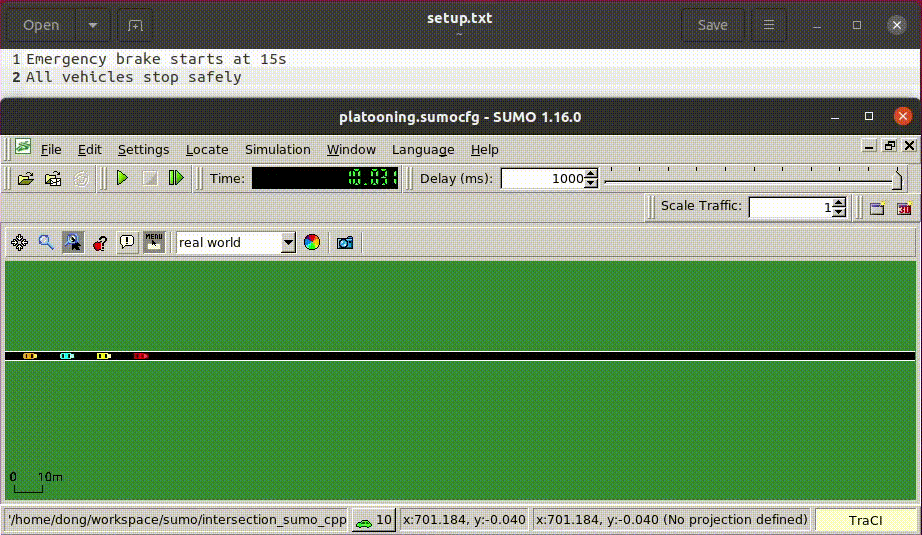 Open
setup.txt
~
Save
1 Emergency brake starts at 15s
2 All vehicles stop safely
platooning.sumocfg - SUMO 1.16.0
File Edit Settings Locate Simulation Window Language Help
Time: 10.031 Delay (ms): 1000
Scale Traffic: 1
3D
MENU real world
0 10m
'/home/dong/workspace/sumo/intersection_sumo_cpp 10 x:701.184, y:-0.040 x:701.184, y:-0.040 (No projection defined) TraCI